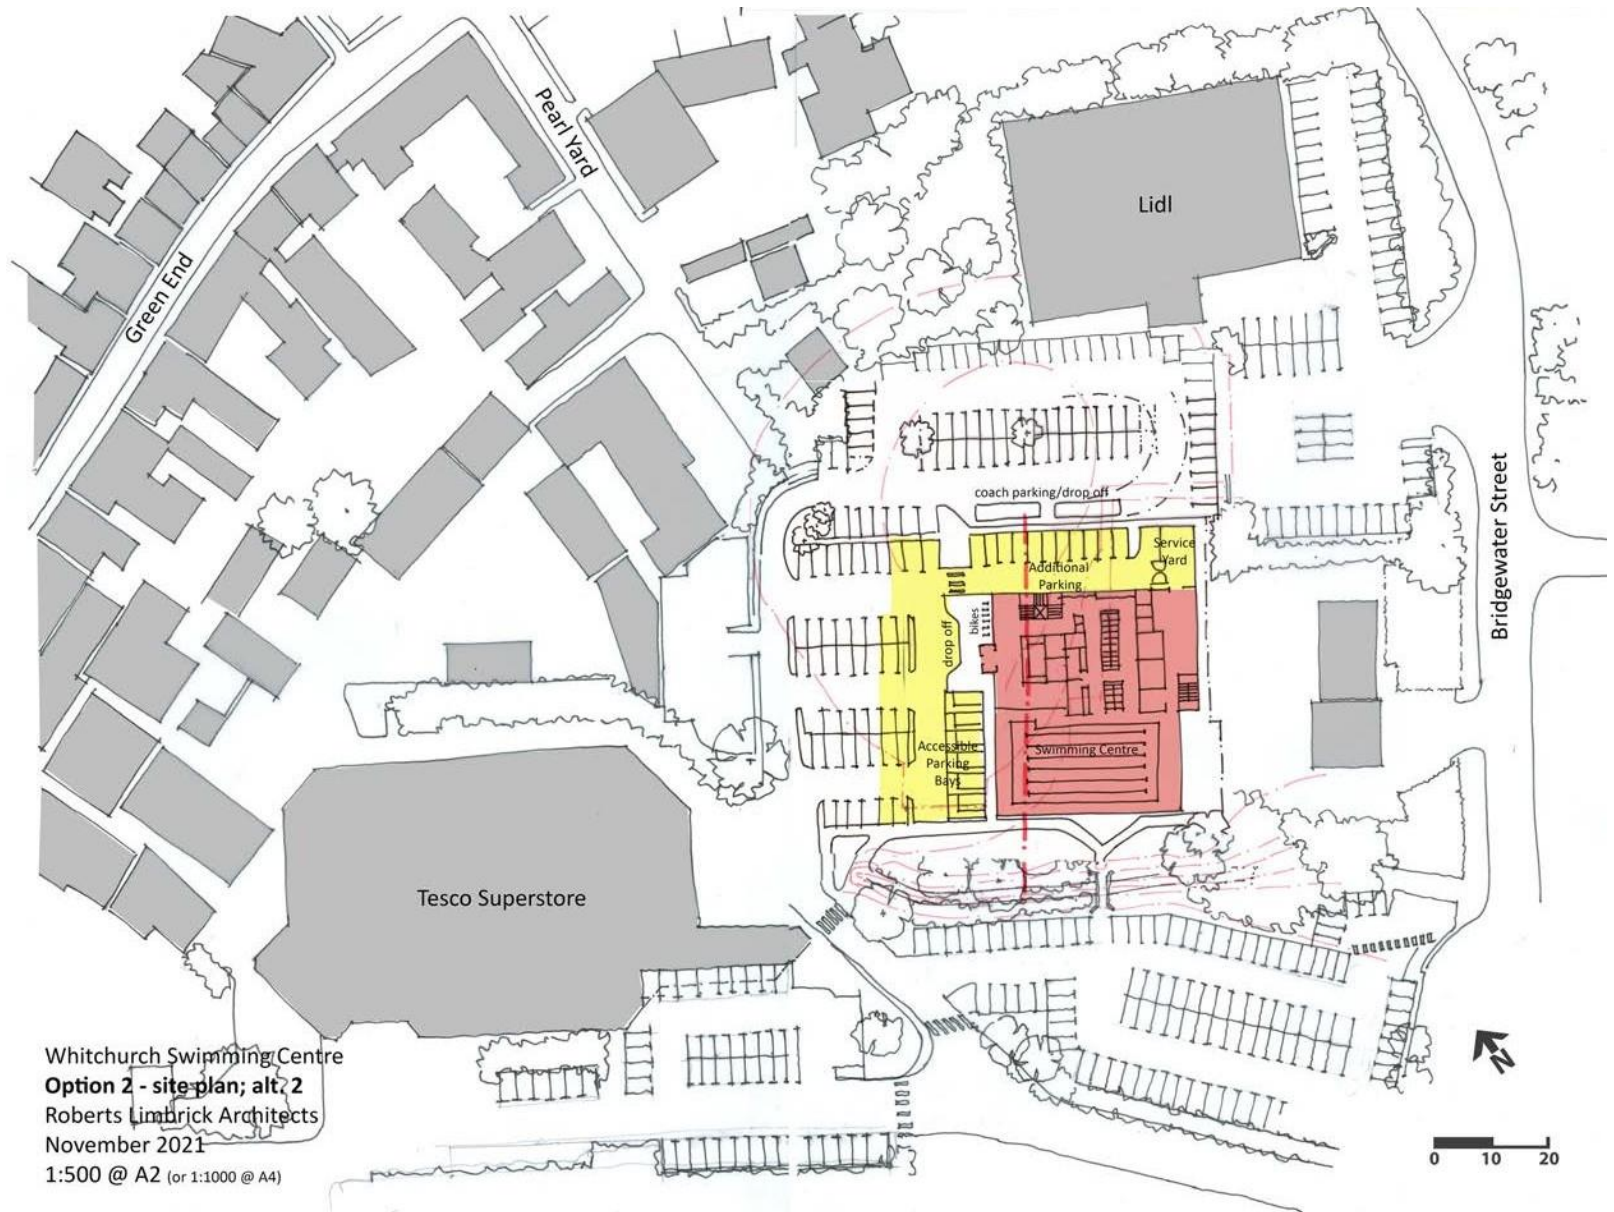 Pearl Yard
Green End
Lidl
coach parking/drop off
Service
Yard
Additional
Parking
bikes
drop off
Bridgewater Street
Accessible
Parking
Bays
Swimming Centre
Tesco Superstore
Whitchurch Swimming Centre
Option 2 - site plan; alt. 2
Roberts Limbrick Architects
November 2021
1:500 @ A2 (or 1:1000 @ A4)
N
0 10 20